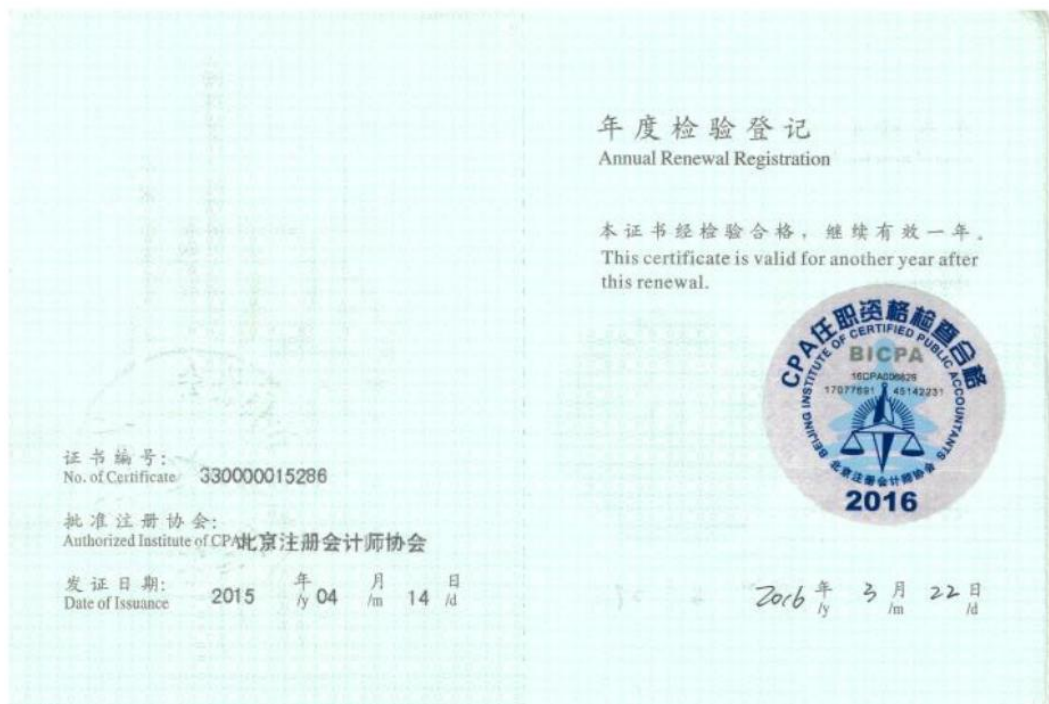 证书编号:
No. of Certificate 330000015286
批准注册协会:
Authorized Institute of CPA 北京注册会计师协会
发证日期: 2015 年 04 月 14 日
Date of Issuance /y /m /d
年度检验登记
Annual Renewal Registration
本证书经检验合格，继续有效一年。
This certificate is valid for another year after
this renewal.
CPA任职资格检查合格
BEIJING INSTITUTE OF CERTIFIED PUBLIC ACCOUNTANTS
BICPA
16CPA006826
17077691 45142231
北京注册会计师协会
2016
2016 年 3 月 22 日
/y /m /d